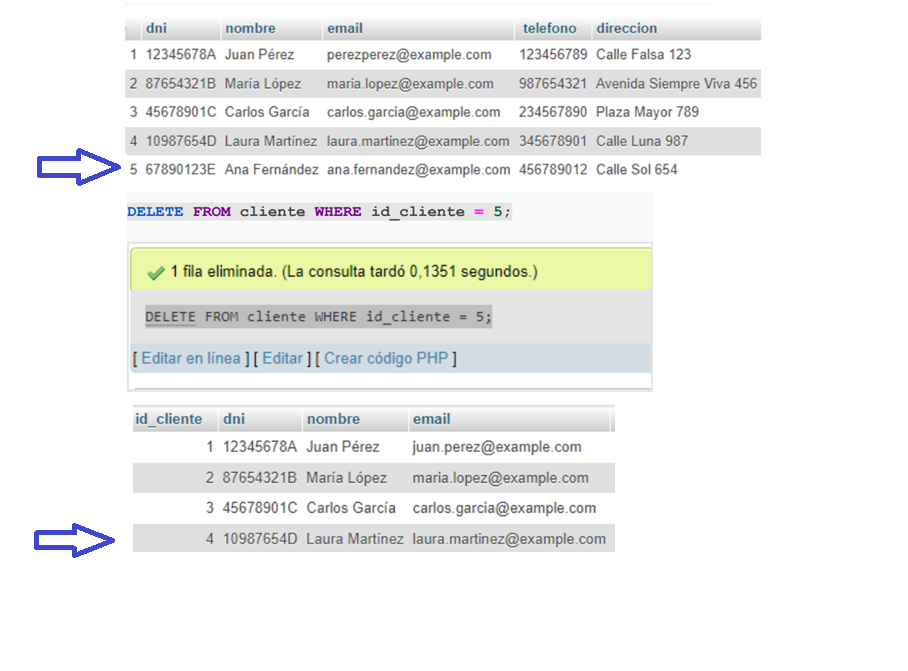 dni nombre email telefono direccion
1 12345678A Juan Pérez perezperez@example.com 123456789 Calle Falsa 123
2 87654321B María López maria.lopez@example.com 987654321 Avenida Siempre Viva 456
3 45678901C Carlos García carlos.garcia@example.com 234567890 Plaza Mayor 789
4 10987654D Laura Martínez laura.martinez@example.com 345678901 Calle Luna 987
5 67890123E Ana Fernández ana.fernandez@example.com 456789012 Calle Sol 654
DELETE FROM cliente WHERE id_cliente = 5;
1 fila eliminada. (La consulta tardó 0,1351 segundos.)
DELETE FROM cliente WHERE id_cliente = 5;
[ Editar en línea ] [ Editar ] [ Crear código PHP ]
id_cliente dni nombre email
1 12345678A Juan Pérez juan.perez@example.com
2 87654321B María López maria.lopez@example.com
3 45678901C Carlos García carlos.garcia@example.com
4 10987654D Laura Martínez laura.martinez@example.com